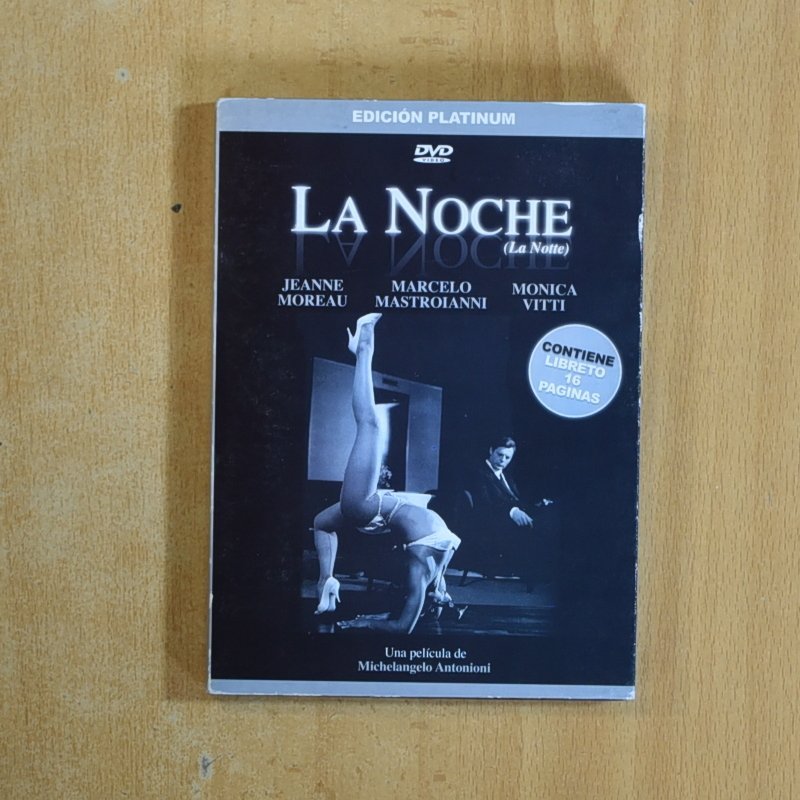 EDICIÓN PLATINUM
DVD
VIDEO
LA NOCHE
(La Notte)
JEANNE MOREAU
MARCELO MASTROIANNI
MONICA VITTI
CONTIENE
LIBRETO
16
PAGINAS
Una película de
Michelangelo Antonioni